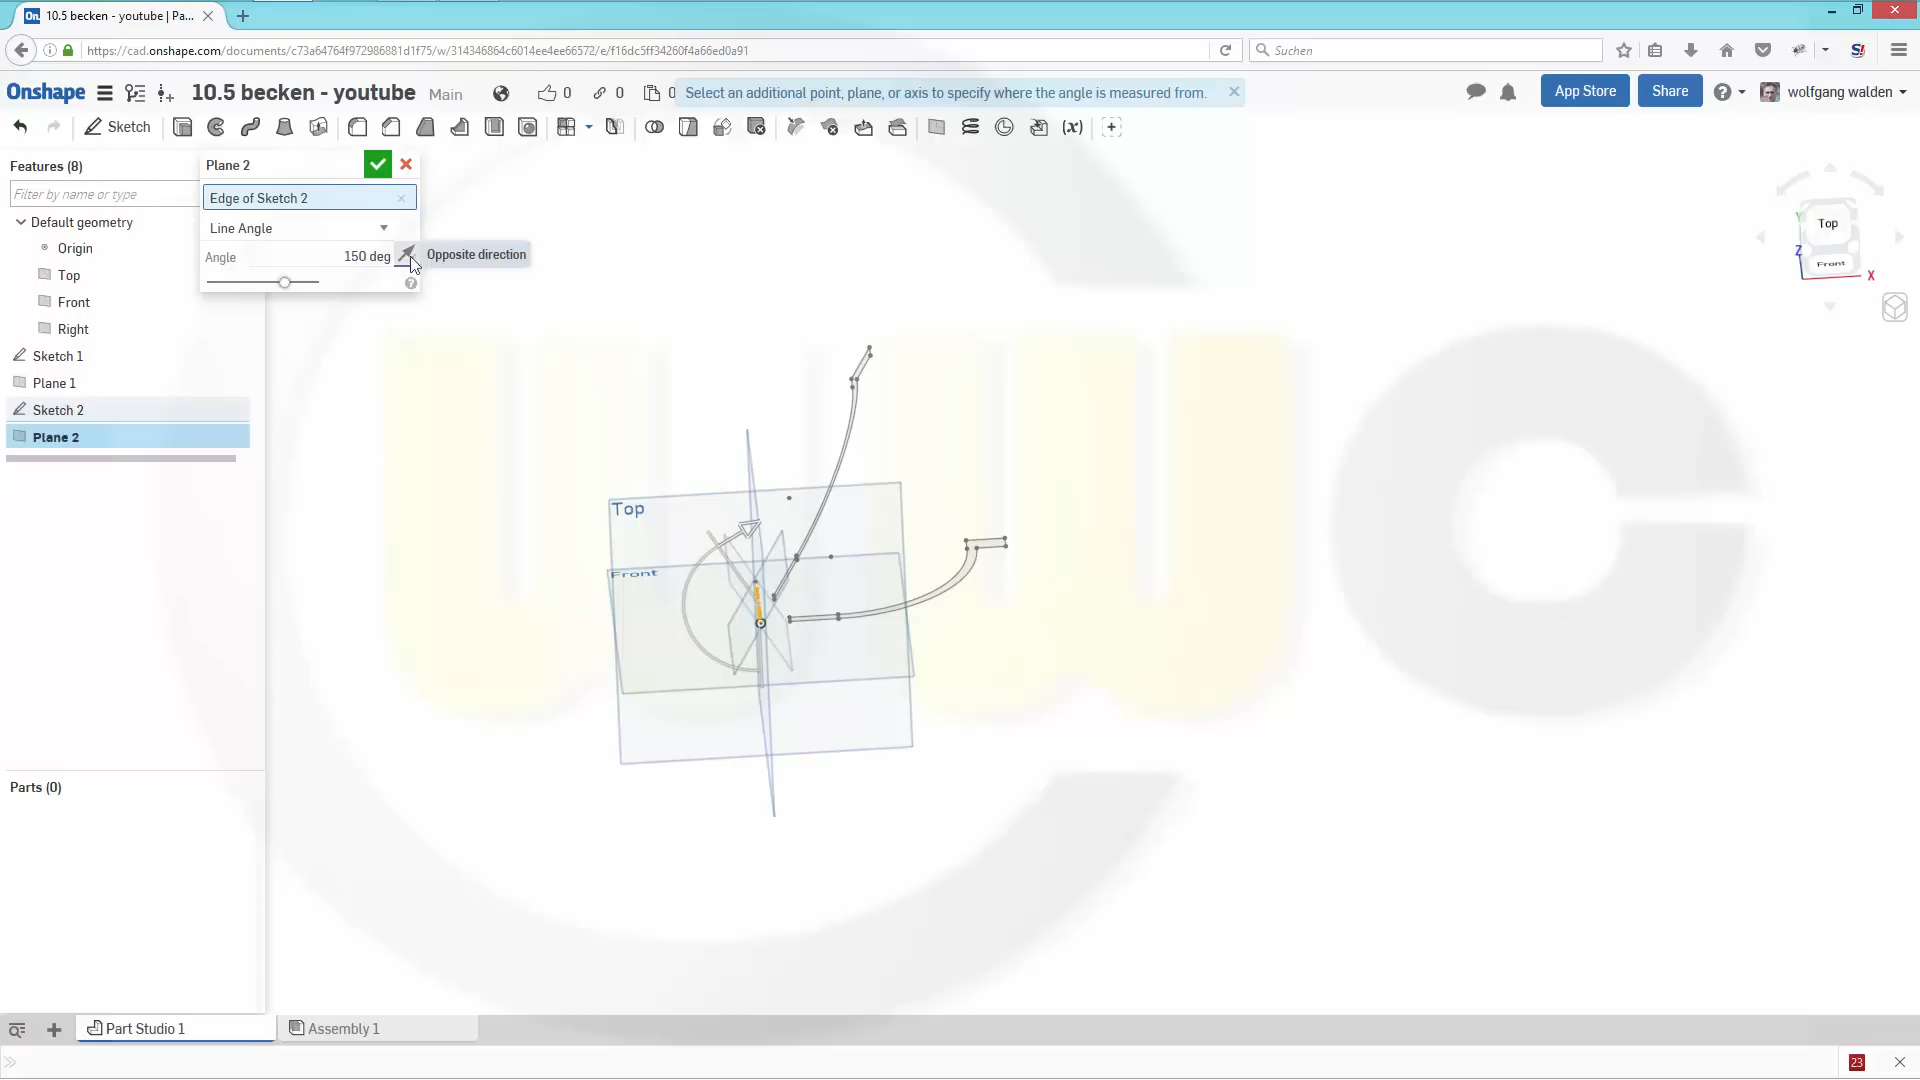 On 10.5 becken - youtube | Pa...
https://cad.onshape.com/documents/c73a64764f972986881d1f75/w/314346864c6014ee4ee66572/e/f16dc5ff34260f4a66ed0a91
Suchen
S!
Onshape
10.5 becken - youtube Main
0
0
0
Select an additional point, plane, or axis to specify where the angle is measured from.
App Store
Share
wolfgang walden
Sketch
(x)
Features (8)
Filter by name or type
Default geometry
Origin
Top
Front
Right
Sketch 1
Plane 1
Sketch 2
Plane 2
Plane 2
Edge of Sketch 2
Line Angle
Angle 150 deg
Opposite direction
Top
Front
Top
Front
Y
Z
X
uuwc
Parts (0)
Part Studio 1
Assembly 1
23